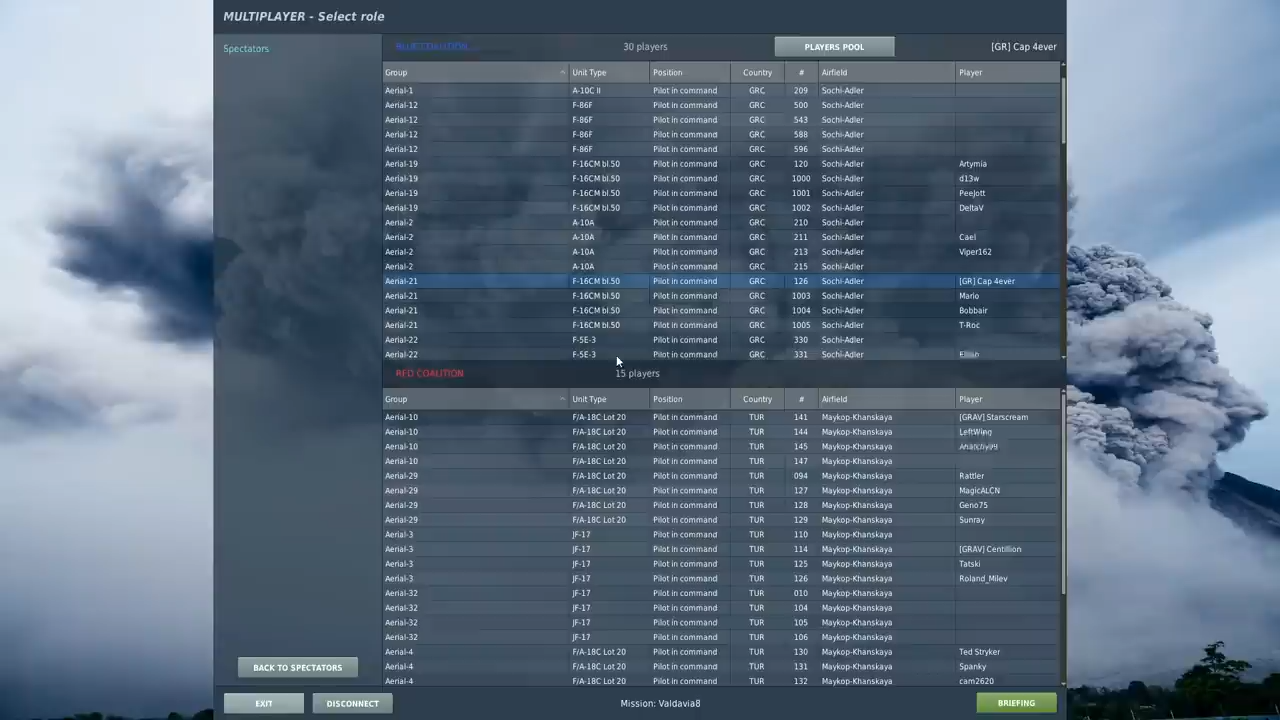 MULTIPLAYER - Select role
Spectators
BLUE COALITION 30 players PLAYERS POOL [GR] Cap 4ever
Group Unit Type Position Country # Airfield Player
Aerial-1 A-10C II Pilot in command GRC 209 Sochi-Adler
Aerial-12 F-86F Pilot in command GRC 500 Sochi-Adler
Aerial-12 F-86F Pilot in command GRC 543 Sochi-Adler
Aerial-12 F-86F Pilot in command GRC 588 Sochi-Adler
Aerial-12 F-86F Pilot in command GRC 596 Sochi-Adler
Aerial-19 F-16CM bl.50 Pilot in command GRC 120 Sochi-Adler Artymia
Aerial-19 F-16CM bl.50 Pilot in command GRC 1000 Sochi-Adler d13w
Aerial-19 F-16CM bl.50 Pilot in command GRC 1001 Sochi-Adler PeeJott
Aerial-19 F-16CM bl.50 Pilot in command GRC 1002 Sochi-Adler DeltaV
Aerial-2 A-10A Pilot in command GRC 210 Sochi-Adler
Aerial-2 A-10A Pilot in command GRC 211 Sochi-Adler Cael
Aerial-2 A-10A Pilot in command GRC 213 Sochi-Adler Viper162
Aerial-2 A-10A Pilot in command GRC 215 Sochi-Adler
Aerial-21 F-16CM bl.50 Pilot in command GRC 126 Sochi-Adler [GR] Cap 4ever
Aerial-21 F-16CM bl.50 Pilot in command GRC 1003 Sochi-Adler Mario
Aerial-21 F-16CM bl.50 Pilot in command GRC 1004 Sochi-Adler Bobbair
Aerial-21 F-16CM bl.50 Pilot in command GRC 1005 Sochi-Adler T-Roc
Aerial-22 F-5E-3 Pilot in command GRC 330 Sochi-Adler
Aerial-22 F-5E-3 Pilot in command GRC 331 Sochi-Adler
RED COALITION 15 players
Group Unit Type Position Country # Airfield Player
Aerial-10 F/A-18C Lot 20 Pilot in command TUR 141 Maykop-Khanskaya [GRAV] Starscream
Aerial-10 F/A-18C Lot 20 Pilot in command TUR 144 Maykop-Khanskaya LeftWing
Aerial-10 F/A-18C Lot 20 Pilot in command TUR 145 Maykop-Khanskaya
Aerial-10 F/A-18C Lot 20 Pilot in command TUR 147 Maykop-Khanskaya
Aerial-29 F/A-18C Lot 20 Pilot in command TUR 094 Maykop-Khanskaya Rattler
Aerial-29 F/A-18C Lot 20 Pilot in command TUR 127 Maykop-Khanskaya MagicALCN
Aerial-29 F/A-18C Lot 20 Pilot in command TUR 128 Maykop-Khanskaya Geno75
Aerial-29 F/A-18C Lot 20 Pilot in command TUR 129 Maykop-Khanskaya Sunray
Aerial-3 JF-17 Pilot in command TUR 110 Maykop-Khanskaya
Aerial-3 JF-17 Pilot in command TUR 114 Maykop-Khanskaya [GRAV] Centillion
Aerial-3 JF-17 Pilot in command TUR 125 Maykop-Khanskaya Tatski
Aerial-3 JF-17 Pilot in command TUR 126 Maykop-Khanskaya Roland_Milev
Aerial-32 JF-17 Pilot in command TUR 010 Maykop-Khanskaya
Aerial-32 JF-17 Pilot in command TUR 104 Maykop-Khanskaya
Aerial-32 JF-17 Pilot in command TUR 105 Maykop-Khanskaya
Aerial-32 JF-17 Pilot in command TUR 106 Maykop-Khanskaya
Aerial-4 F/A-18C Lot 20 Pilot in command TUR 130 Maykop-Khanskaya Ted Stryker
Aerial-4 F/A-18C Lot 20 Pilot in command TUR 131 Maykop-Khanskaya Spanky
Aerial-4 F/A-18C Lot 20 Pilot in command TUR 132 Maykop-Khanskaya cam2620
BACK TO SPECTATORS
EXIT DISCONNECT Mission: Valdavia8 BRIEFING